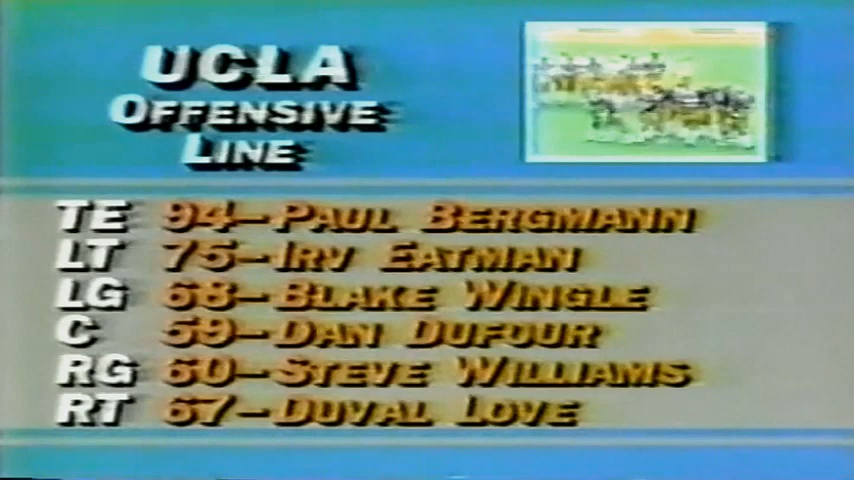 UCLA
OFFENSIVE
LINE
TE 94-PAUL BERGMANN
LT 75-IRV EATMAN
LG 68-BLAKE WINGLE
C 59-DAN DUFOUR
RG 60-STEVE WILLIAMS
RT 67-DUVAL LOVE